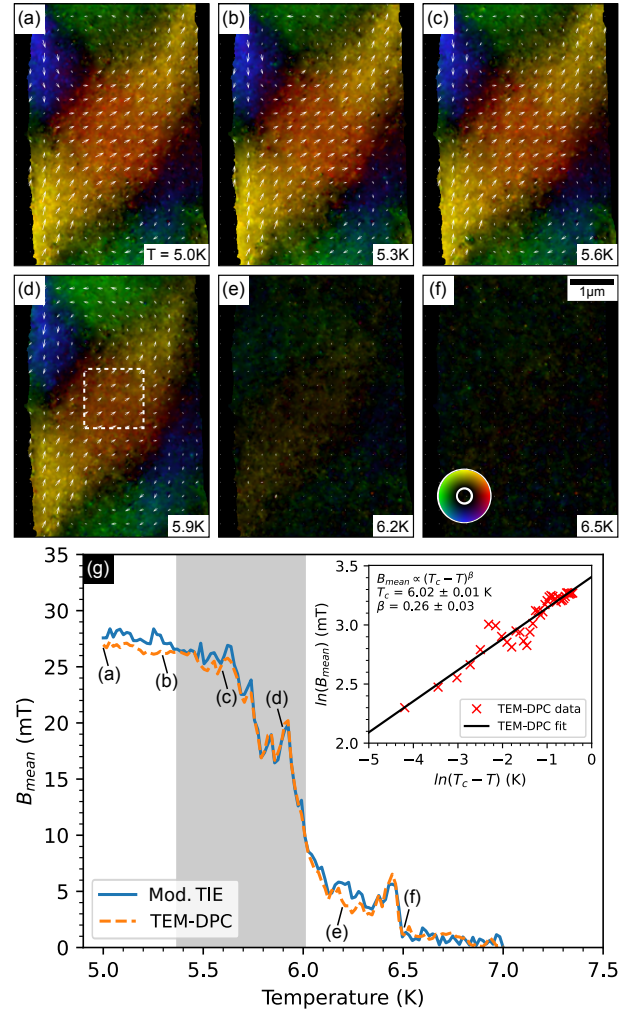 (a)
(b)
(c)
T = 5.0K
5.3K
5.6K
(d)
(e)
(f)
1μm
5.9K
6.2K
6.5K
(g)
B_mean (mT)
35
30
25
20
15
10
5
0
5.0
5.5
6.0
6.5
7.0
7.5
Temperature (K)
(a)
(b)
(c)
(d)
(e)
(f)
Mod. TIE
TEM-DPC
B_mean ∝ (T_c − T)^β
T_c = 6.02 ± 0.01 K
β = 0.26 ± 0.03
ln(B_mean) (mT)
3.5
3.0
2.5
2.0
−5
−4
−3
−2
−1
0
ln(T_c − T) (K)
TEM-DPC data
TEM-DPC fit